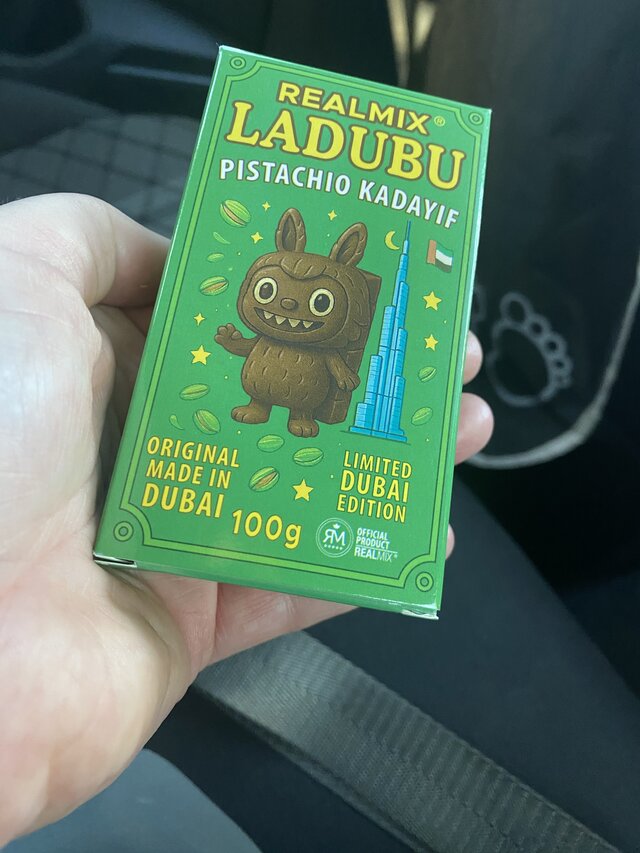 REALMIX®
LADUBU
PISTACHIO KADAYIF
ORIGINAL
MADE IN
DUBAI
100g
LIMITED
DUBAI
EDITION
RM
OFFICIAL
PRODUCT
REALMIX®